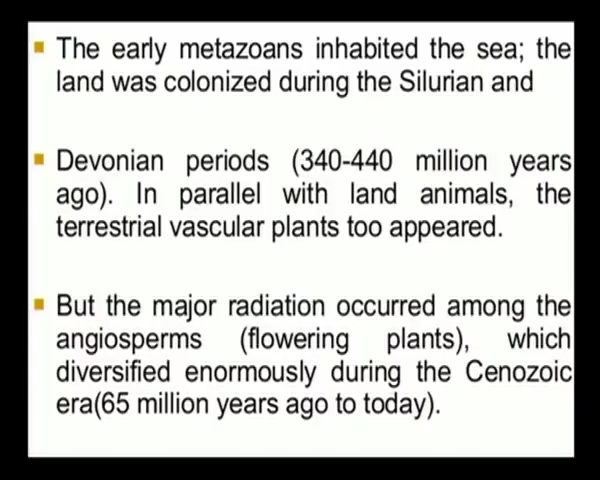 The early metazoans inhabited the sea; the
land was colonized during the Silurian and
Devonian periods (340-440 million years
ago). In parallel with land animals, the
terrestrial vascular plants too appeared.
But the major radiation occurred among the
angiosperms (flowering plants), which
diversified enormously during the Cenozoic
era(65 million years ago to today).